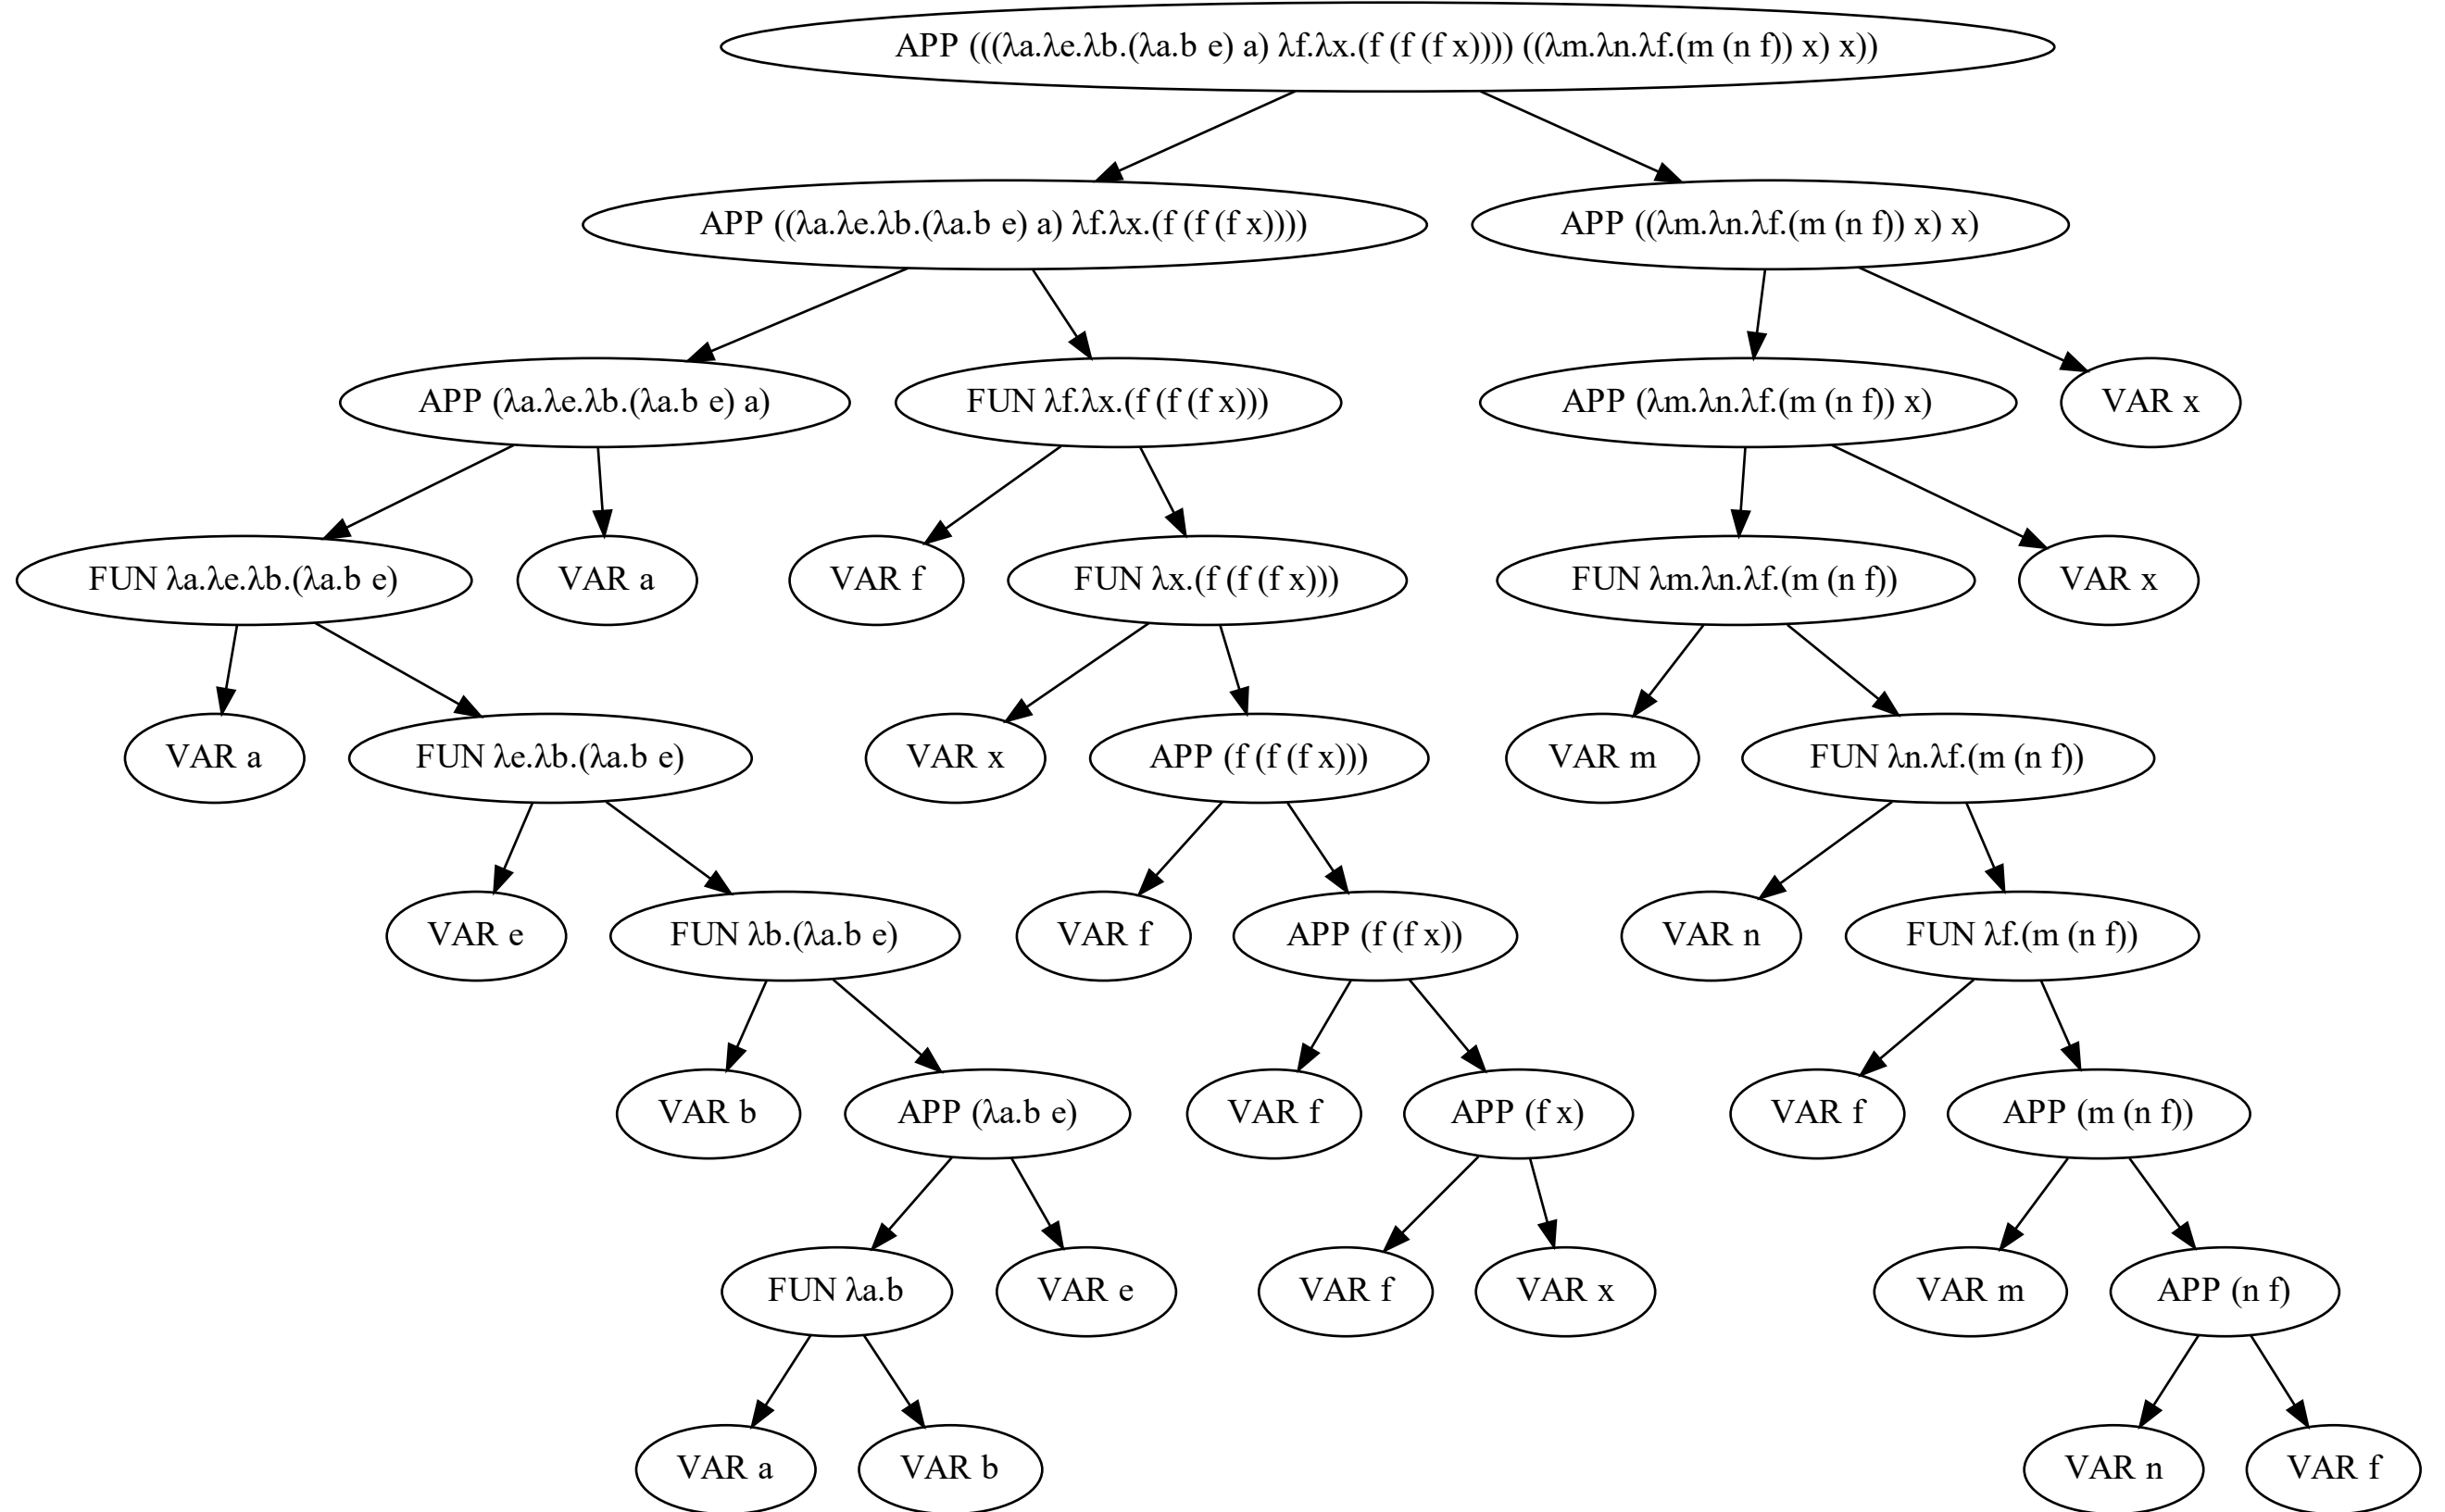 APP (((λa.λe.λb.(λa.b e) a) λf.λx.(f (f (f x)))) ((λm.λn.λf.(m (n f)) x) x))
APP ((λa.λe.λb.(λa.b e) a) λf.λx.(f (f (f x))))
APP ((λm.λn.λf.(m (n f)) x) x)
APP (λa.λe.λb.(λa.b e) a)
FUN λf.λx.(f (f (f x)))
APP (λm.λn.λf.(m (n f)) x)
VAR x
FUN λa.λe.λb.(λa.b e)
VAR a
VAR f
FUN λx.(f (f (f x)))
FUN λm.λn.λf.(m (n f))
VAR x
VAR a
FUN λe.λb.(λa.b e)
VAR x
APP (f (f (f x)))
VAR m
FUN λn.λf.(m (n f))
VAR e
FUN λb.(λa.b e)
VAR f
APP (f (f x))
VAR n
FUN λf.(m (n f))
VAR b
APP (λa.b e)
VAR f
APP (f x)
VAR f
APP (m (n f))
FUN λa.b
VAR e
VAR f
VAR x
VAR m
APP (n f)
VAR a
VAR b
VAR n
VAR f